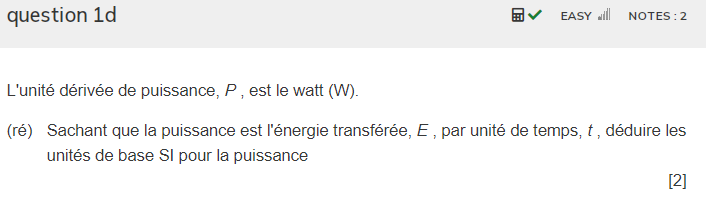 question 1d
EASY
NOTES : 2
L'unité dérivée de puissance, P , est le watt (W).
(ré) Sachant que la puissance est l'énergie transférée, E , par unité de temps, t , déduire les
unités de base SI pour la puissance
[2]